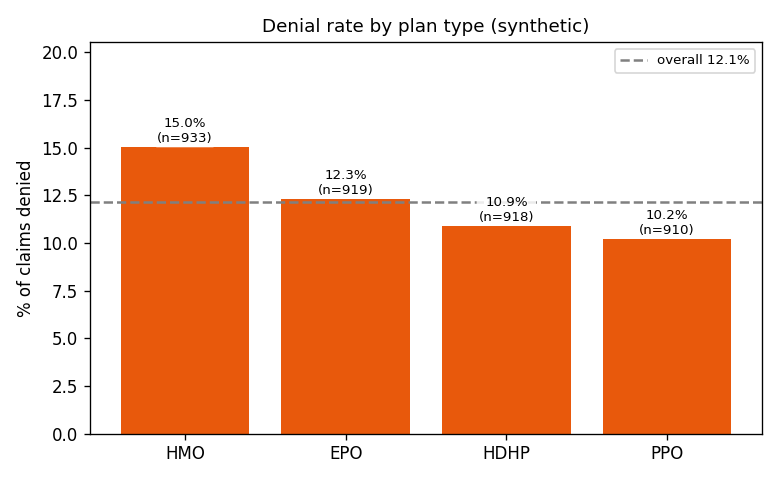 Denial rate by plan type (synthetic)
overall 12.1%
% of claims denied
20.0
17.5
15.0
12.5
10.0
7.5
5.0
2.5
0.0
15.0%
(n=933)
12.3%
(n=919)
10.9%
(n=918)
10.2%
(n=910)
HMO
EPO
HDHP
PPO